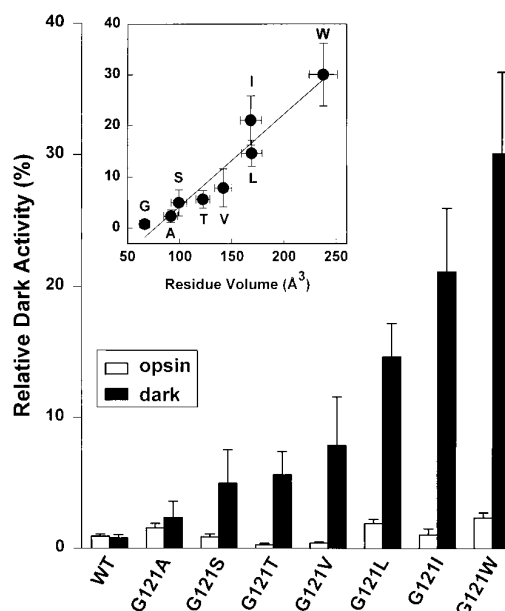 Relative Dark Activity (%)
40
30
20
10
0
40
30
20
10
0
G
A
S
T
V
I
L
W
50
100
150
200
250
Residue Volume (Å3)
opsin
dark
WT
G121A
G121S
G121T
G121V
G121L
G121I
G121W